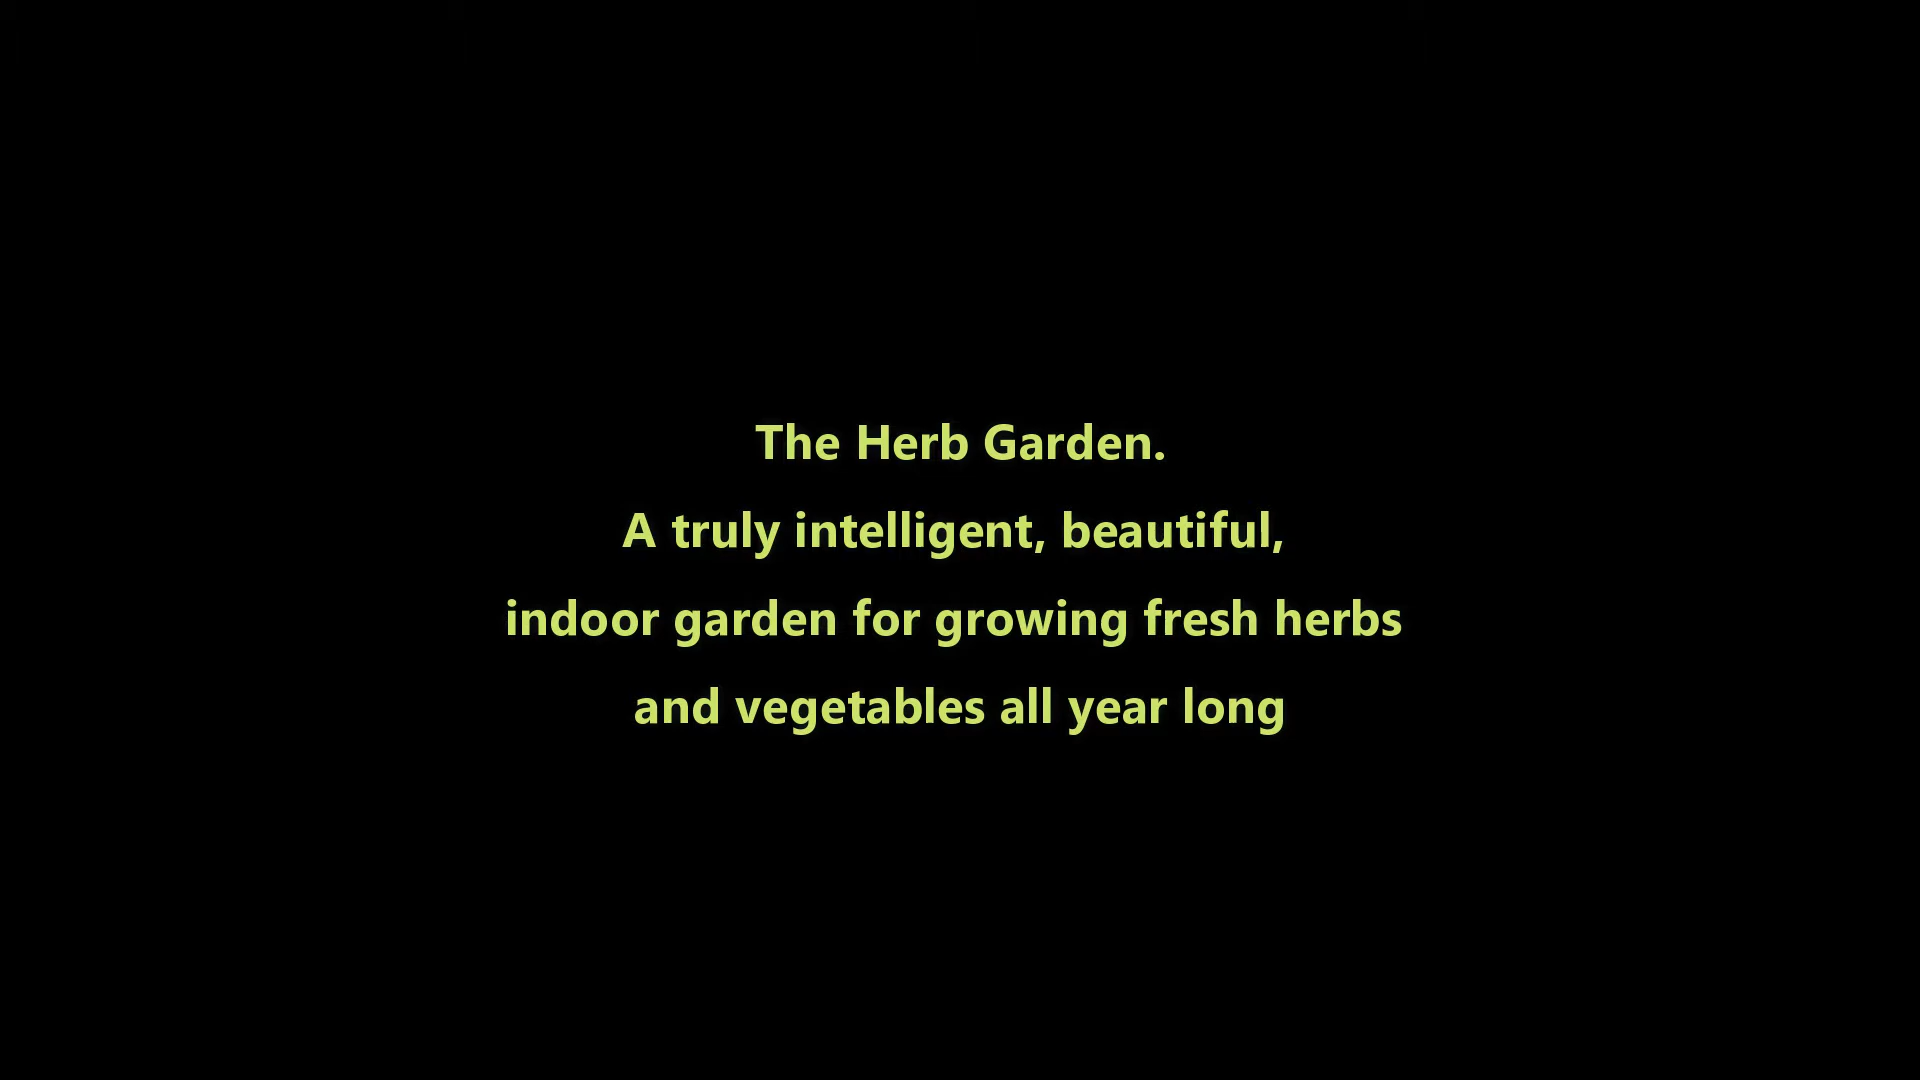 The Herb Garden.
A truly intelligent, beautiful,
indoor garden for growing fresh herbs
and vegetables all year long